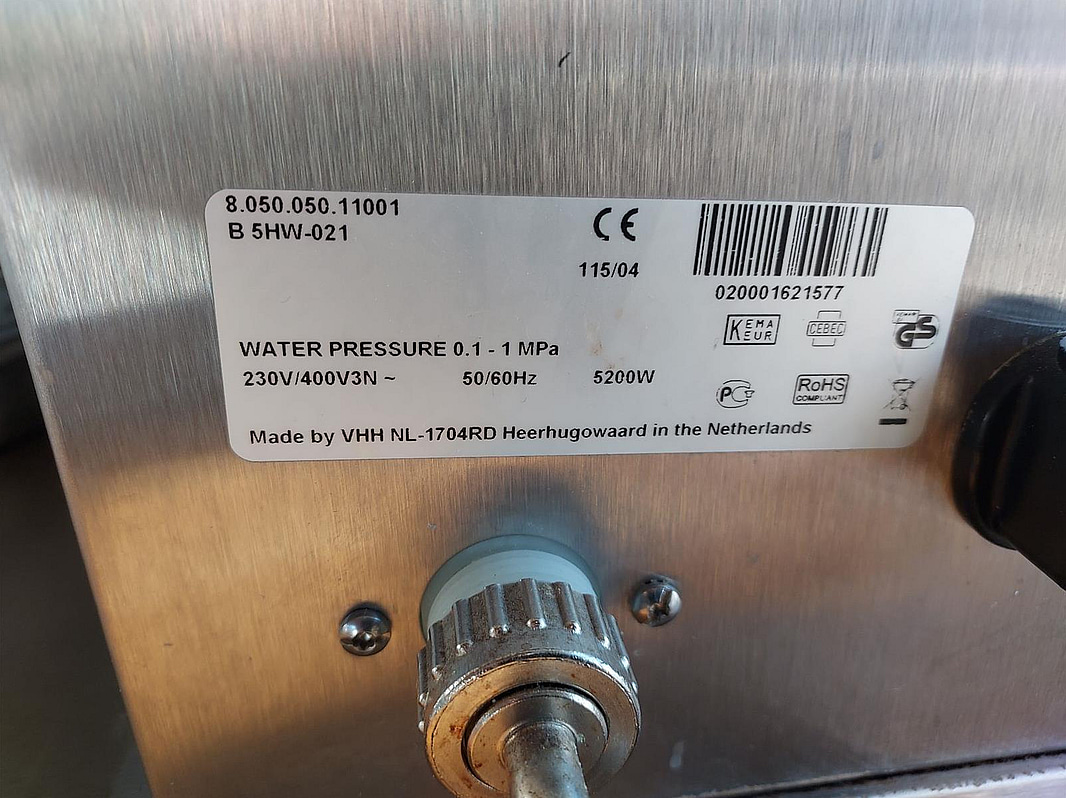 8.050.050.11001
B 5HW-021
CE
115/04
020001621577
KEMA EUR
CEBEC
GS
WATER PRESSURE 0.1 - 1 MPa
230V/400V3N ~ 50/60Hz 5200W
PCT
RoHS
COMPLIANT
Made by VHH NL-1704RD Heerhugowaard in the Netherlands